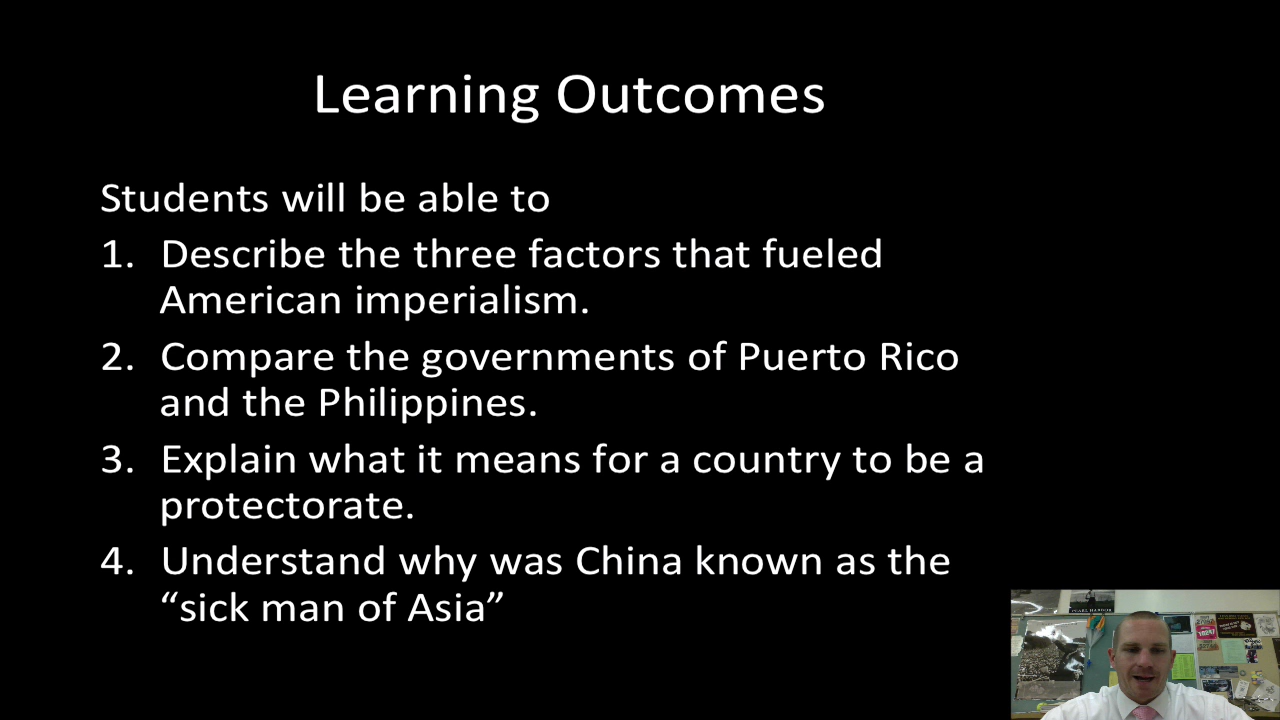 Learning Outcomes
Students will be able to
1. Describe the three factors that fueled
American imperialism.
2. Compare the governments of Puerto Rico
and the Philippines.
3. Explain what it means for a country to be a
protectorate.
4. Understand why was China known as the
“sick man of Asia”
PEARL HARBOR